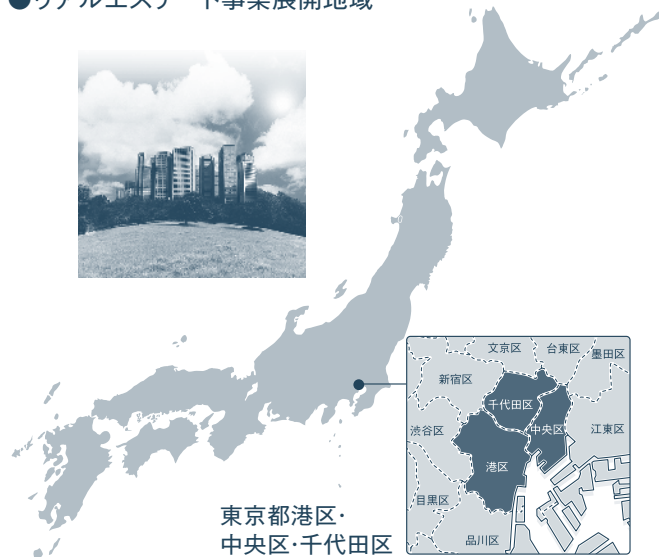 ●リアルエステート事業展開地域
文京区
台東区
墨田区
新宿区
千代田区
中央区
江東区
渋谷区
港区
目黒区
品川区
東京都港区・
中央区・千代田区